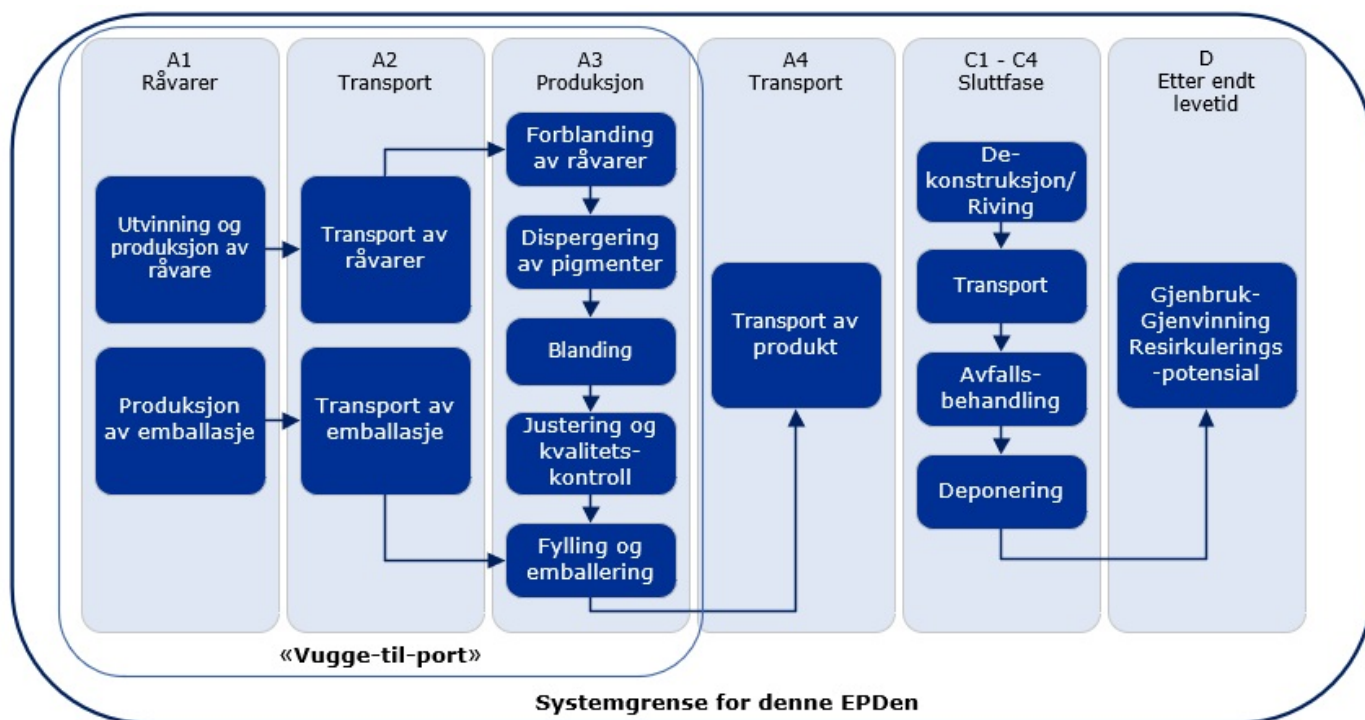 A1
Råvarer
Utvinning og
produksjon av
råvare
Produksjon
av emballasje
A2
Transport
Transport av
råvarer
Transport av
emballasje
A3
Produksjon
Forblanding
av råvarer
Dispergering
av pigmenter
Blanding
Justering og
kvalitets-
kontroll
Fylling og
emballering
A4
Transport
Transport av
produkt
C1 - C4
Sluttfase
De-
konstruksjon/
Riving
Transport
Avfalls-
behandling
Deponering
D
Etter endt
levetid
Gjenbruk-
Gjenvinning
Resirkulerings
-potensial
«Vugge-til-port»
Systemgrense for denne EPDen